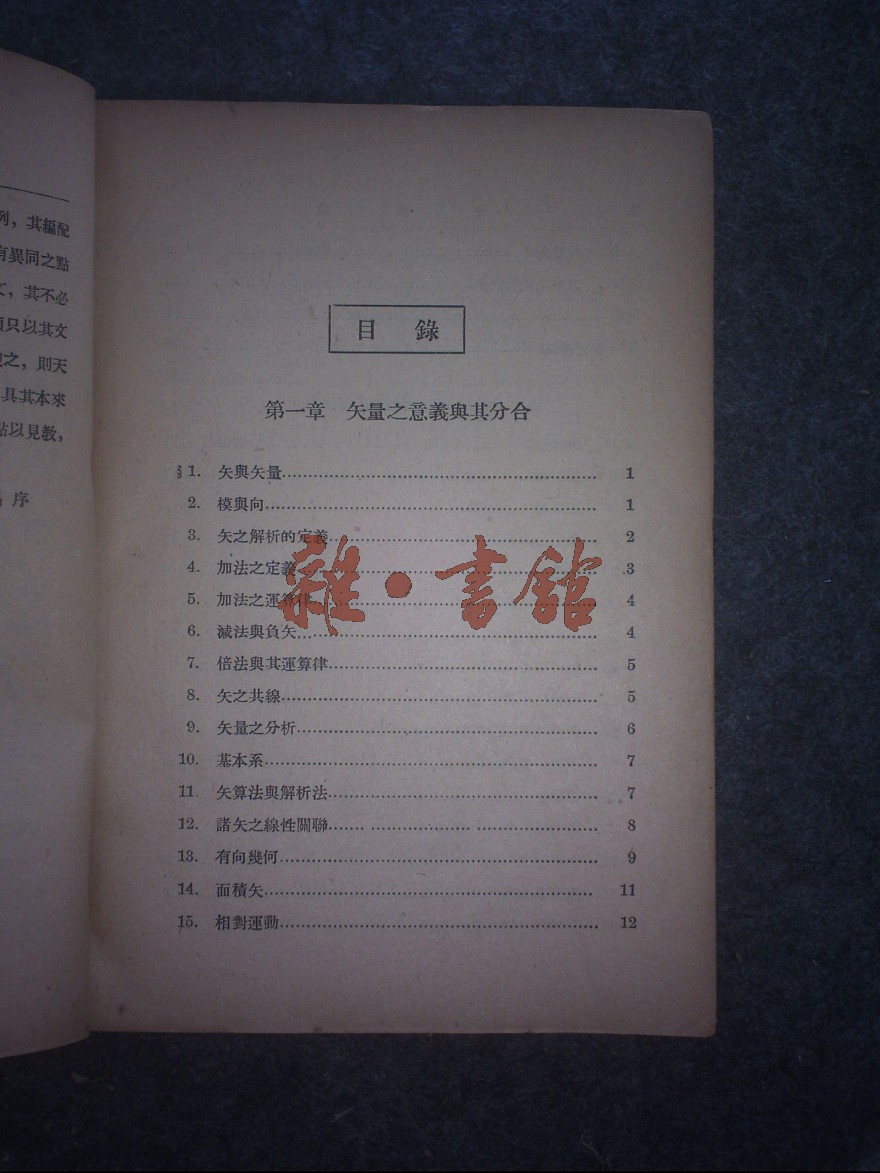 列，其編配
有異同之點
，其不必
只以其文
之，則天
具其本來
點以見教，
序
目錄
第一章 矢量之意義與其分合
§ 1. 矢與矢量 1
2. 模與向 1
3. 矢之解析的定義 2
4. 加法之定義 3
5. 加法之運算律 4
6. 減法與負矢 4
7. 倍法與其運算律 5
8. 矢之共線 5
9. 矢量之分析 6
10. 基本系 7
11. 矢算法與解析法 7
12. 諸矢之線性關聯 8
13. 有向幾何 9
14. 面積矢 11
15. 相對運動 12
雜·書館